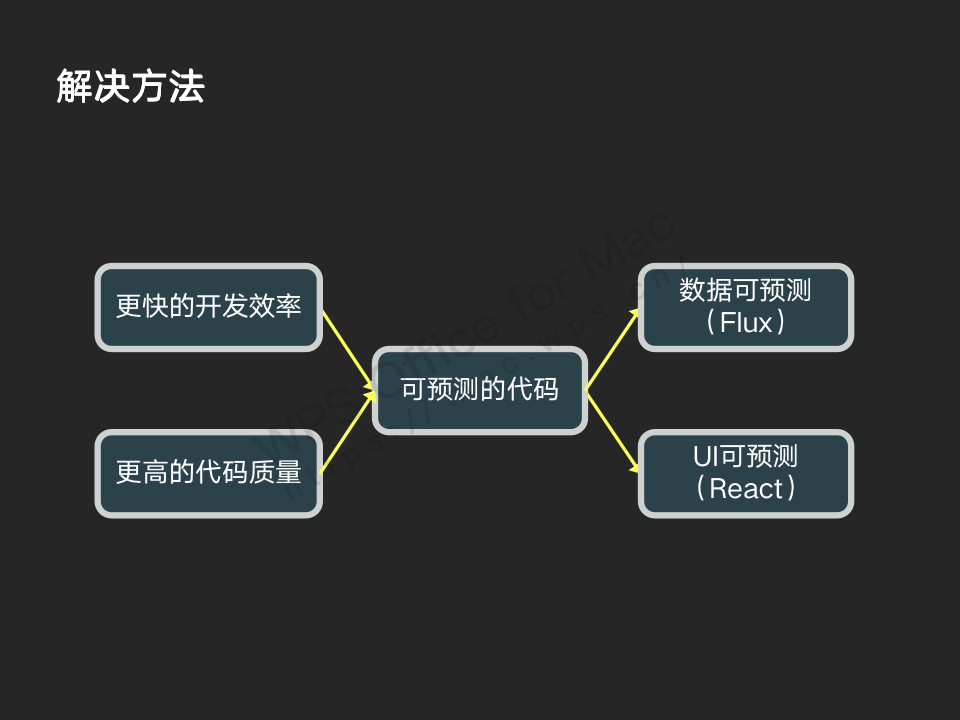 解决方法
更快的开发效率
更高的代码质量
可预测的代码
数据可预测
（Flux）
UI可预测
（React）
WPS Office for Mac
https://mac.wps.cn/